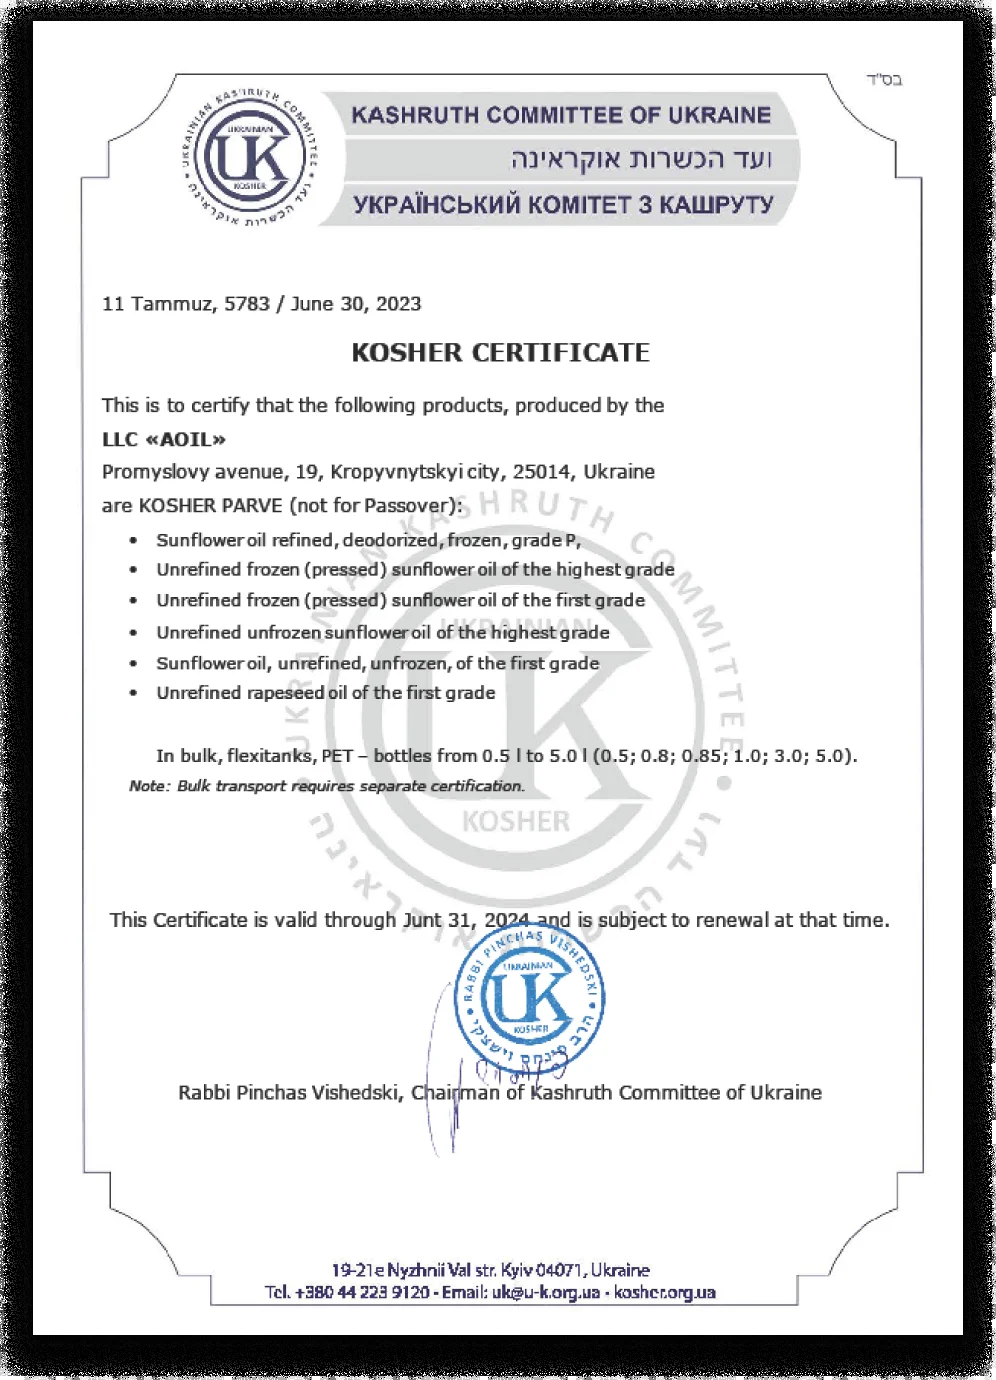 בס"ד
UKRAINIAN KASHRUTH COMMITTEE
UKRAINIAN
UK
KOSHER
ועד הכשרות אוקראינה
KASHRUTH COMMITTEE OF UKRAINE
ועד הכשרות אוקראינה
УКРАЇНСЬКИЙ КОМІТЕТ З КАШРУТУ
11 Tammuz, 5783 / June 30, 2023
KOSHER CERTIFICATE
This is to certify that the following products, produced by the
LLC «AOIL»
Promyslovy avenue, 19, Kropyvnytskyi city, 25014, Ukraine
are KOSHER PARVE (not for Passover):
• Sunflower oil refined, deodorized, frozen, grade P,
• Unrefined frozen (pressed) sunflower oil of the highest grade
• Unrefined frozen (pressed) sunflower oil of the first grade
• Unrefined unfrozen sunflower oil of the highest grade
• Sunflower oil, unrefined, unfrozen, of the first grade
• Unrefined rapeseed oil of the first grade
In bulk, flexitanks, PET – bottles from 0.5 l to 5.0 l (0.5; 0.8; 0.85; 1.0; 3.0; 5.0).
Note: Bulk transport requires separate certification.
UKRAINIAN KASHRUTH COMMITTEE
UKRAINIAN
UK
KOSHER
ועד הכשרות אוקראינה
This Certificate is valid through Junt 31, 2024 and is subject to renewal at that time.
RABBI PINCHAS VISHEDSKI
UKRAINIAN
UK
KOSHER
הרב פינחס וישצקי
Rabbi Pinchas Vishedski, Chairman of Kashruth Committee of Ukraine
19-21e Nyzhnii Val str. Kyiv 04071, Ukraine
Tel. +380 44 223 9120 - Email: uk@u-k.org.ua - kosher.org.ua